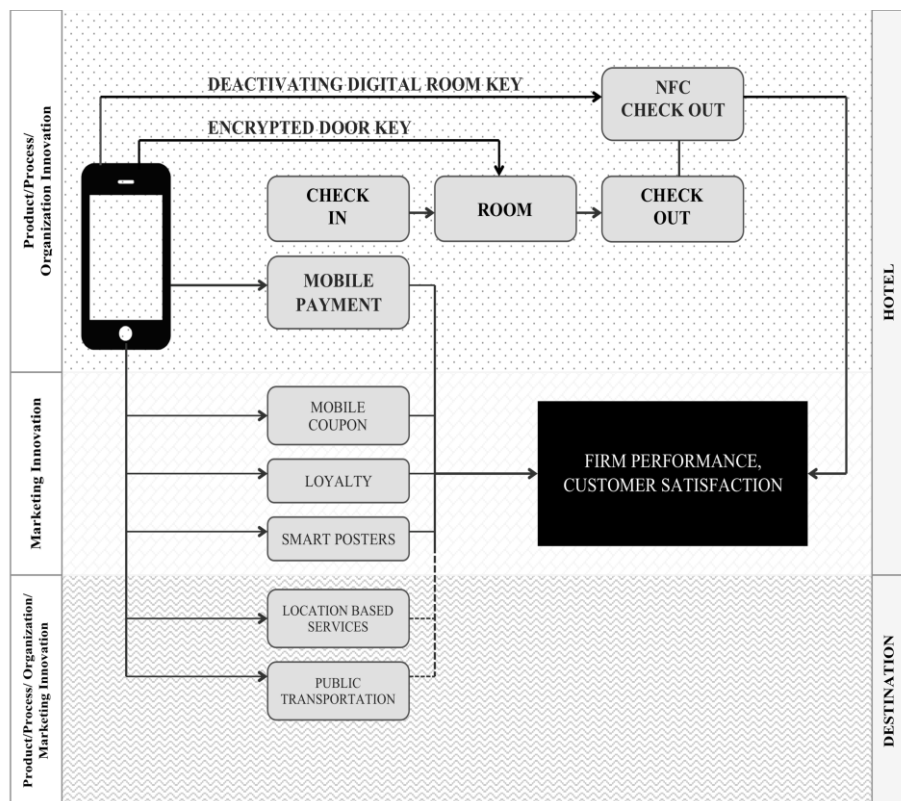 Product/Process/
Organization Innovation
DEACTIVATING DIGITAL ROOM KEY
NFC
CHECK OUT
ENCRYPTED DOOR KEY
CHECK
IN
ROOM
CHECK
OUT
MOBILE
PAYMENT
HOTEL
Marketing Innovation
MOBILE
COUPON
LOYALTY
SMART POSTERS
FIRM PERFORMANCE,
CUSTOMER SATISFACTION
Product/Process/ Organization/
Marketing Innovation
LOCATION BASED
SERVICES
PUBLIC
TRANSPORTATION
DESTINATION